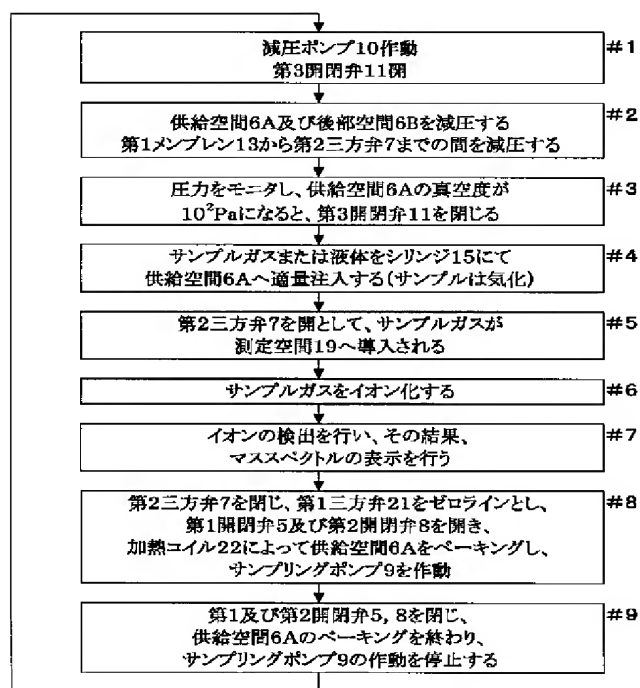 減圧ポンプ10作動
第3開閉弁11開
#1
供給空間6A及び後部空間6Bを減圧する
第1メンブレン13から第2三方弁7までの間を減圧する
#2
圧力をモニタし、供給空間6Aの真空度が
10²Paになると、第3開閉弁11を閉じる
#3
サンプルガスまたは液体をシリンジ15にて
供給空間6Aへ適量注入する(サンプルは気化)
#4
第2三方弁7を開として、サンプルガスが
測定空間19へ導入される
#5
サンプルガスをイオン化する
#6
イオンの検出を行い、その結果、
マススペクトルの表示を行う
#7
第2三方弁7を閉じ、第1三方弁21をゼロラインとし、
第1開閉弁5及び第2開閉弁8を開き、
加熱コイル22によって供給空間6Aをベーキングし、
サンプリングポンプ9を作動
#8
第1及び第2開閉弁5, 8を閉じ、
供給空間6Aのベーキングを終わり、
サンプリングポンプ9の作動を停止する
#9